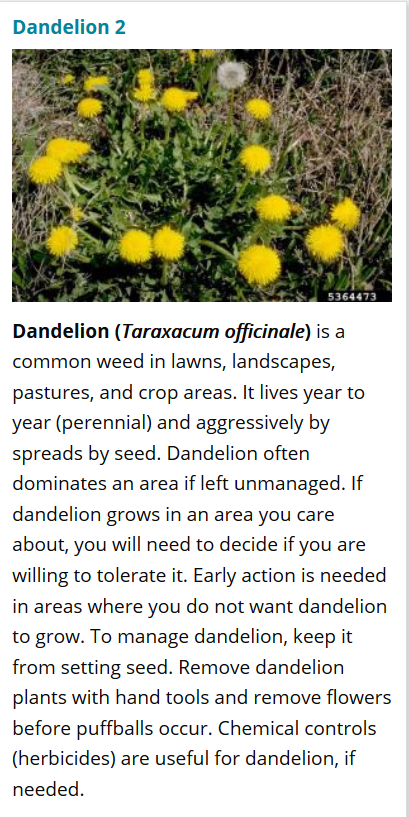 Dandelion 2
5364473
Dandelion (Taraxacum officinale) is a
common weed in lawns, landscapes,
pastures, and crop areas. It lives year to
year (perennial) and aggressively by
spreads by seed. Dandelion often
dominates an area if left unmanaged. If
dandelion grows in an area you care
about, you will need to decide if you are
willing to tolerate it. Early action is needed
in areas where you do not want dandelion
to grow. To manage dandelion, keep it
from setting seed. Remove dandelion
plants with hand tools and remove flowers
before puffballs occur. Chemical controls
(herbicides) are useful for dandelion, if
needed.